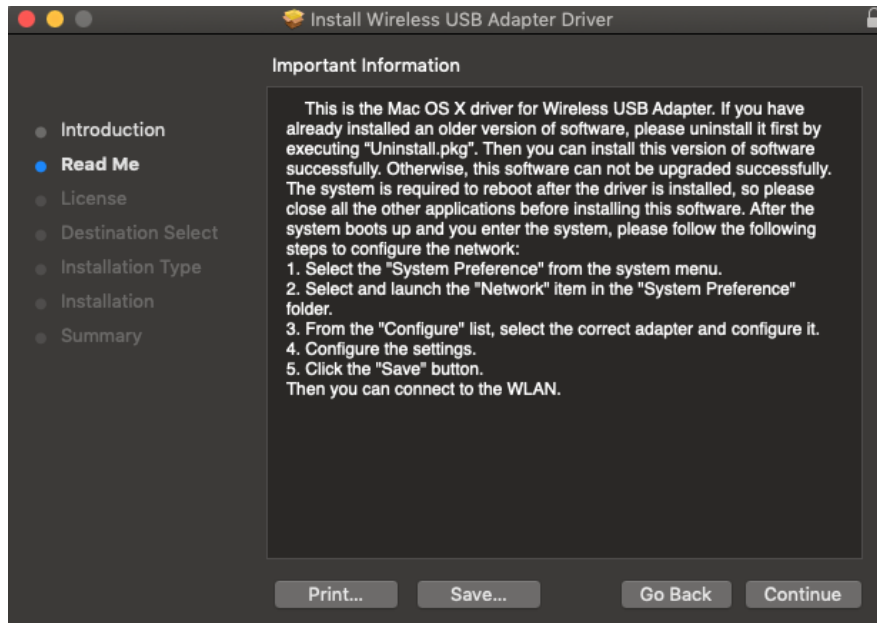 Install Wireless USB Adapter Driver
Important Information
Introduction
Read Me
License
Destination Select
Installation Type
Installation
Summary
This is the Mac OS X driver for Wireless USB Adapter. If you have
already installed an older version of software, please uninstall it first by
executing “Uninstall.pkg”. Then you can install this version of software
successfully. Otherwise, this software can not be upgraded successfully.
The system is required to reboot after the driver is installed, so please
close all the other applications before installing this software. After the
system boots up and you enter the system, please follow the following
steps to configure the network:
1. Select the "System Preference" from the system menu.
2. Select and launch the "Network" item in the "System Preference"
folder.
3. From the "Configure" list, select the correct adapter and configure it.
4. Configure the settings.
5. Click the "Save" button.
Then you can connect to the WLAN.
Print...
Save...
Go Back
Continue